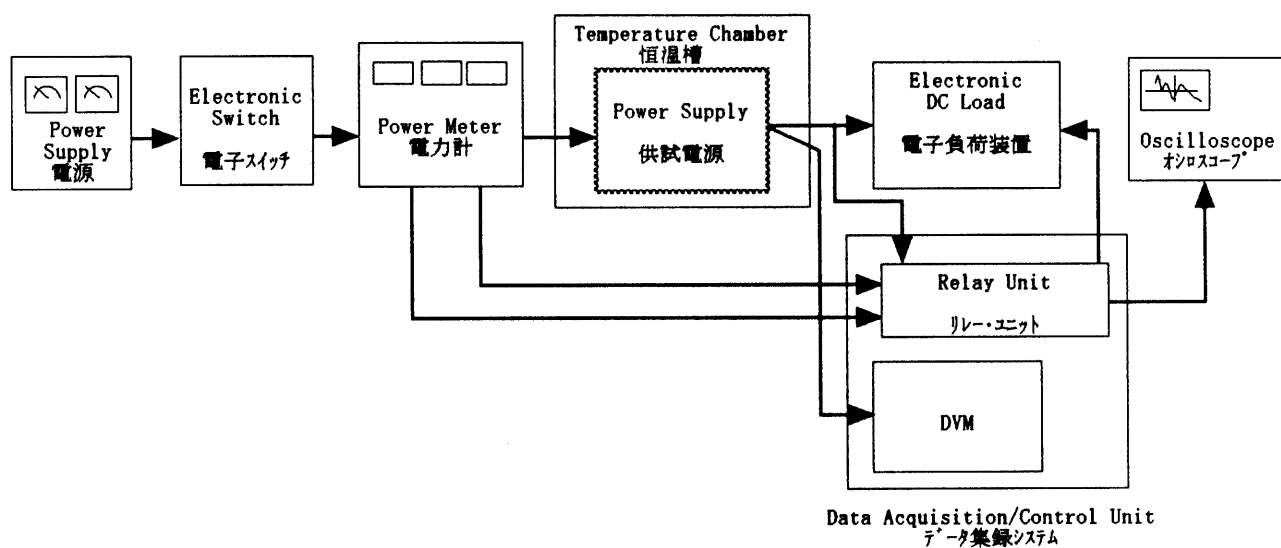 Power
Supply
電源
Electronic
Switch
電子スイッチ
Power Meter
電力計
Temperature Chamber
恒温槽
Power Supply
供試電源
Electronic
DC Load
電子負荷装置
Oscilloscope
オシロスコープ
Relay Unit
リレー・ユニット
DVM
Data Acquisition/Control Unit
データ集録システム